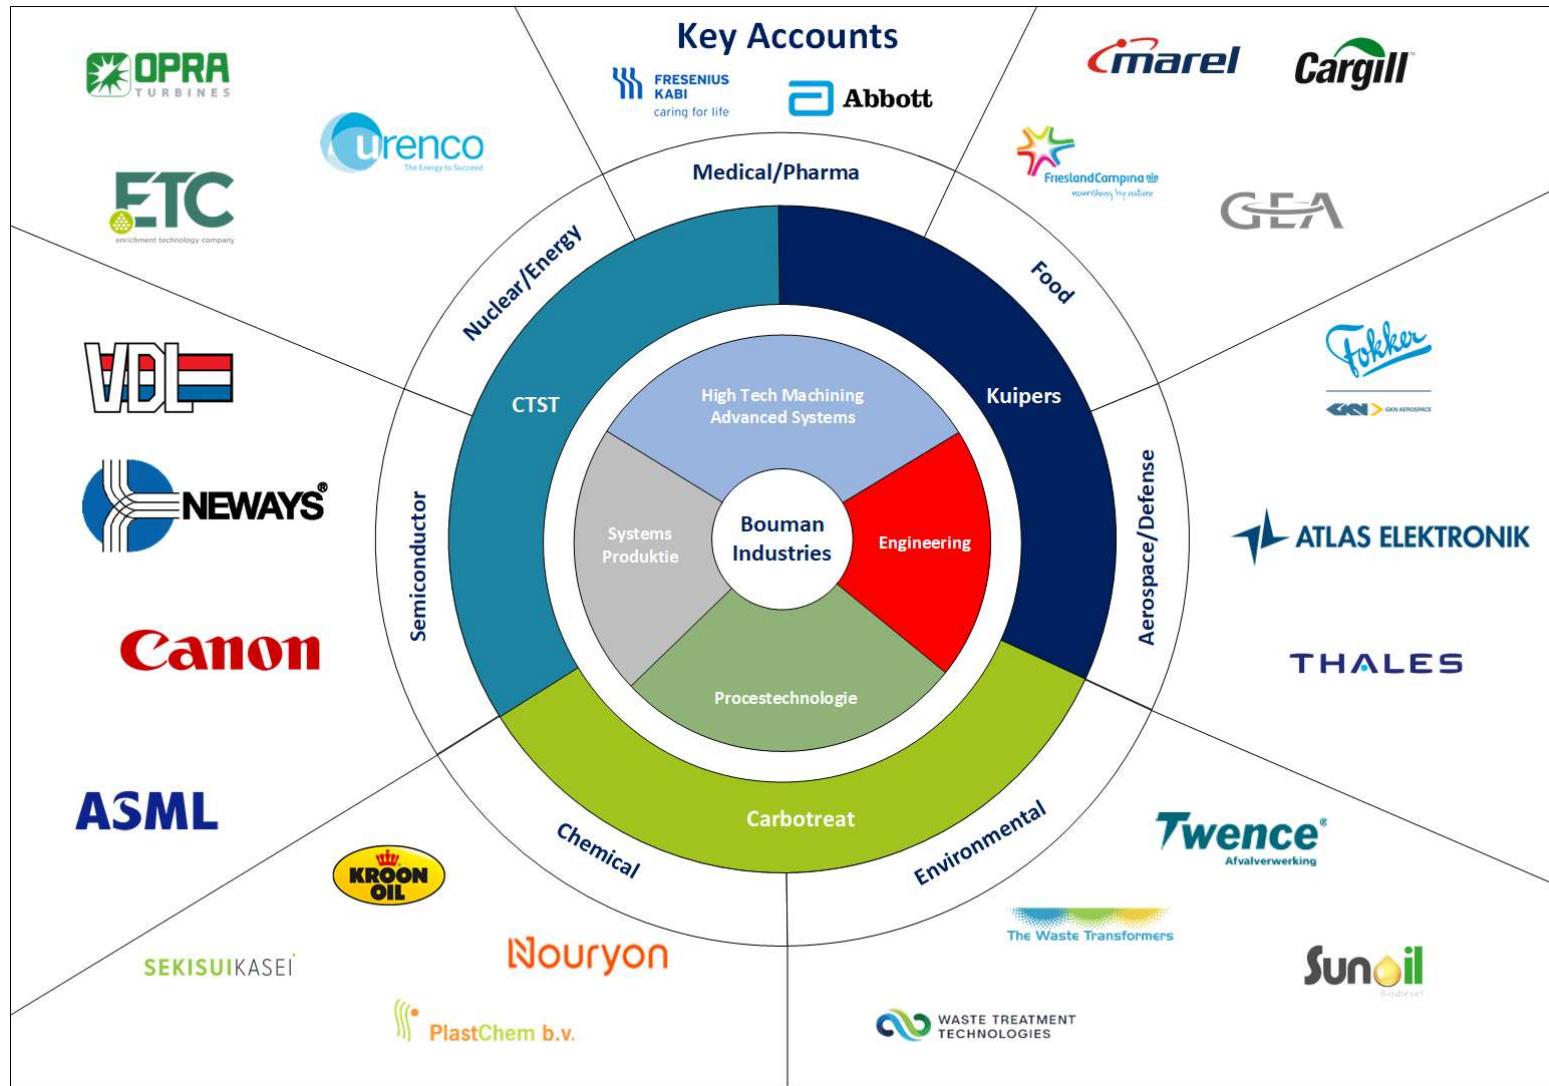 Key Accounts
FRESENIUS
KABI
caring for life
Abbott
marel
Cargill
FrieslandCampina
nourishing by nature
GEA
Fokker
GKN
GKN AEROSPACE
ATLAS ELEKTRONIK
THALES
Twence®
Afvalverwerking
The Waste Transformers
Sunoil
Biodiesel
WASTE TREATMENT
TECHNOLOGIES
Nouryon
PlastChem b.v.
KROON
OIL
SEKISUIKASEI
ASML
Canon
NEWAYS®
VDL
ETC
enrichment technology company
urenco
The Energy to Succeed
OPRA
TURBINES
Medical/Pharma
Food
Aerospace/Defense
Environmental
Chemical
Semiconductor
Nuclear/Energy
CTST
Kuipers
Carbotreat
High Tech Machining
Advanced Systems
Engineering
Procestechnologie
Systems
Produktie
Bouman
Industries